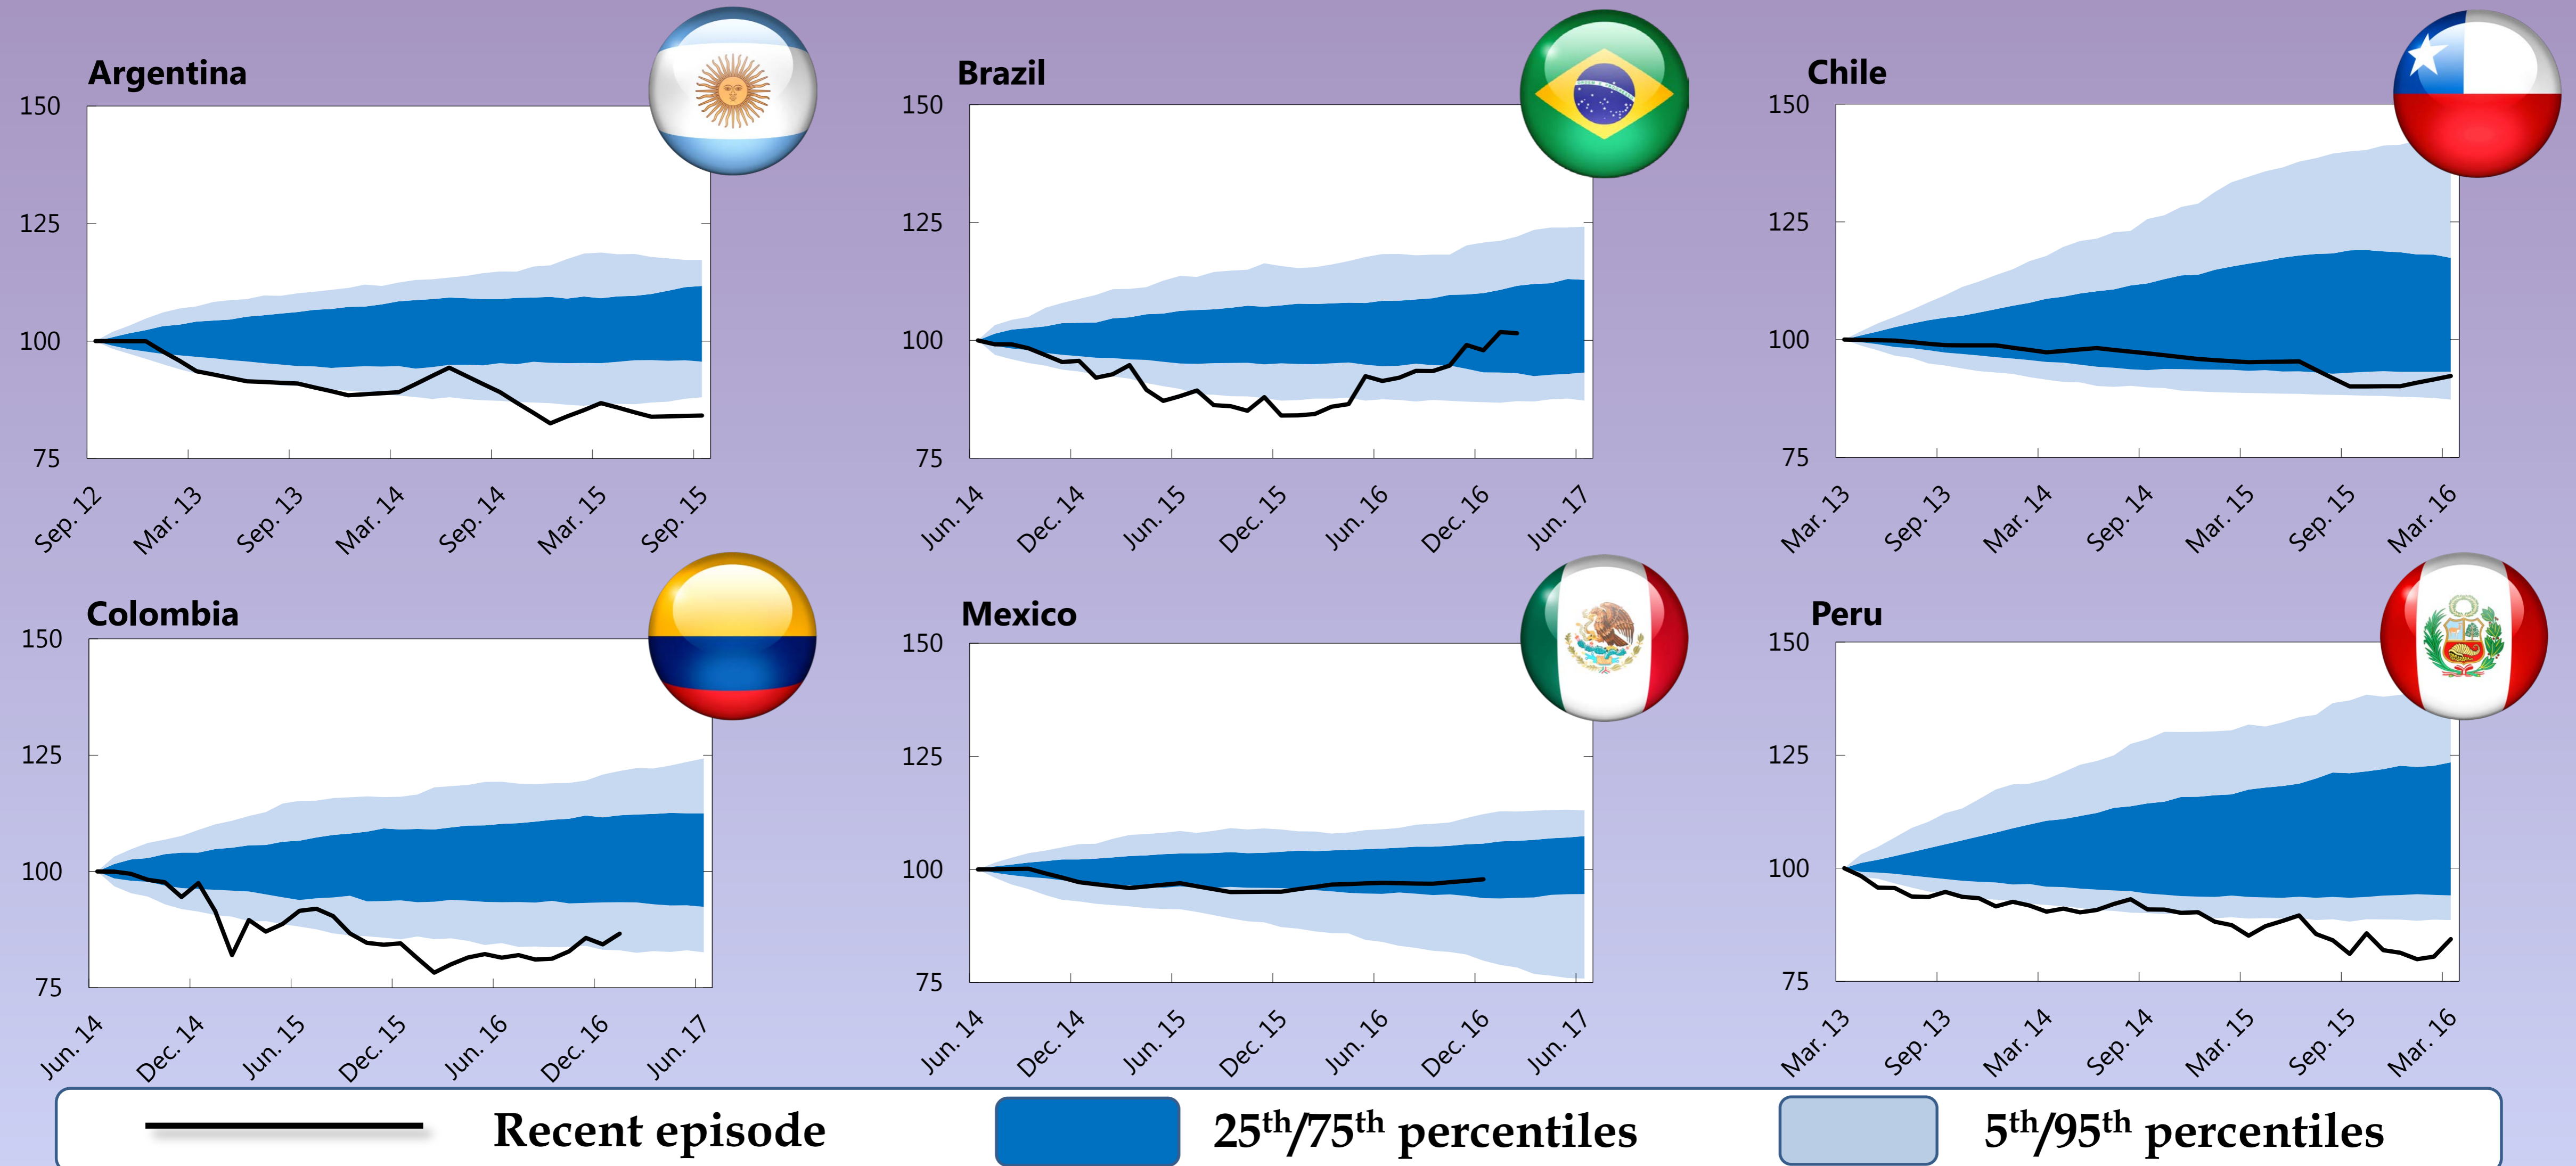 Argentina
150
125
100
75
Sep. 12
Mar. 13
Sep. 13
Mar. 14
Sep. 14
Mar. 15
Sep. 15
Brazil
150
125
100
75
Jun. 14
Dec. 14
Jun. 15
Dec. 15
Jun. 16
Dec. 16
Jun. 17
Chile
150
125
100
75
Mar. 13
Sep. 13
Mar. 14
Sep. 14
Mar. 15
Sep. 15
Mar. 16
Colombia
150
125
100
75
Jun. 14
Dec. 14
Jun. 15
Dec. 15
Jun. 16
Dec. 16
Jun. 17
Mexico
150
125
100
75
Jun. 14
Dec. 14
Jun. 15
Dec. 15
Jun. 16
Dec. 16
Jun. 17
Peru
150
125
100
75
Mar. 13
Sep. 13
Mar. 14
Sep. 14
Mar. 15
Sep. 15
Mar. 16
Recent episode
25th/75th percentiles
5th/95th percentiles